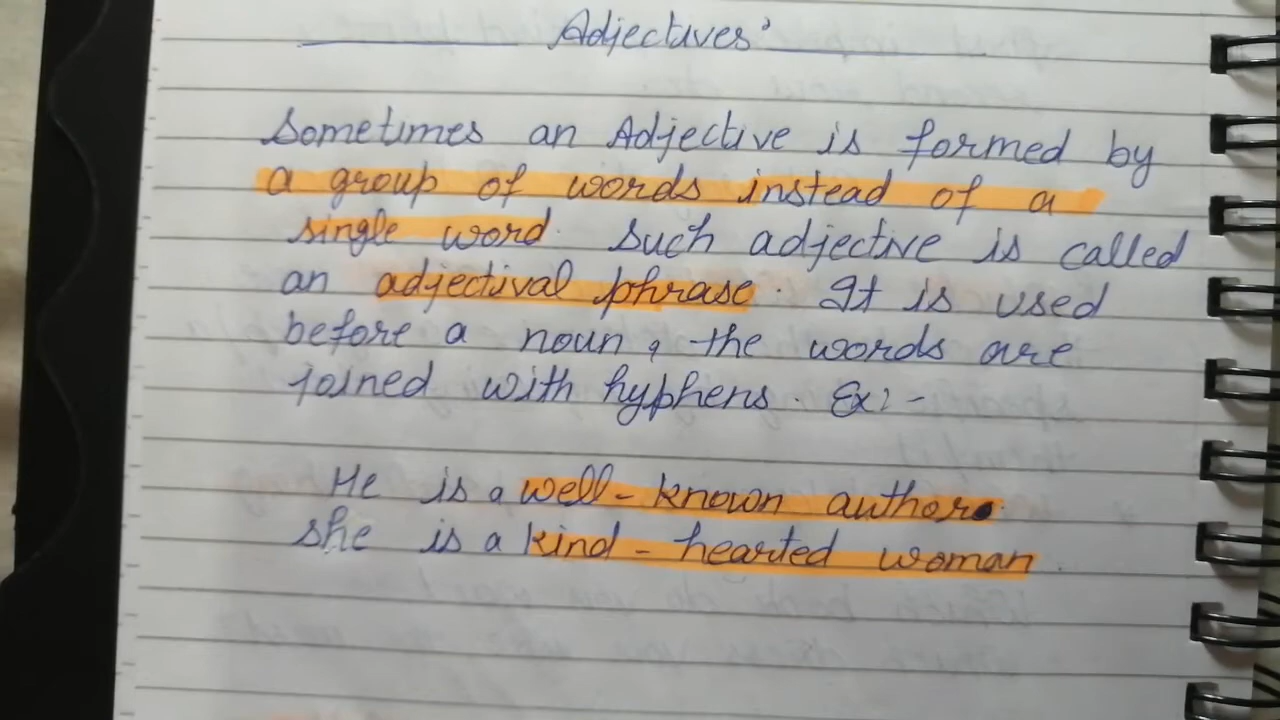 Adjectives'
Sometimes an Adjective is formed by
a group of words instead of a
single word. Such adjective is called
an adjectival phrase. It is used
before a noun, the words are
joined with hyphens. Ex:-
He is a well-known author.
she is a kind-hearted woman.